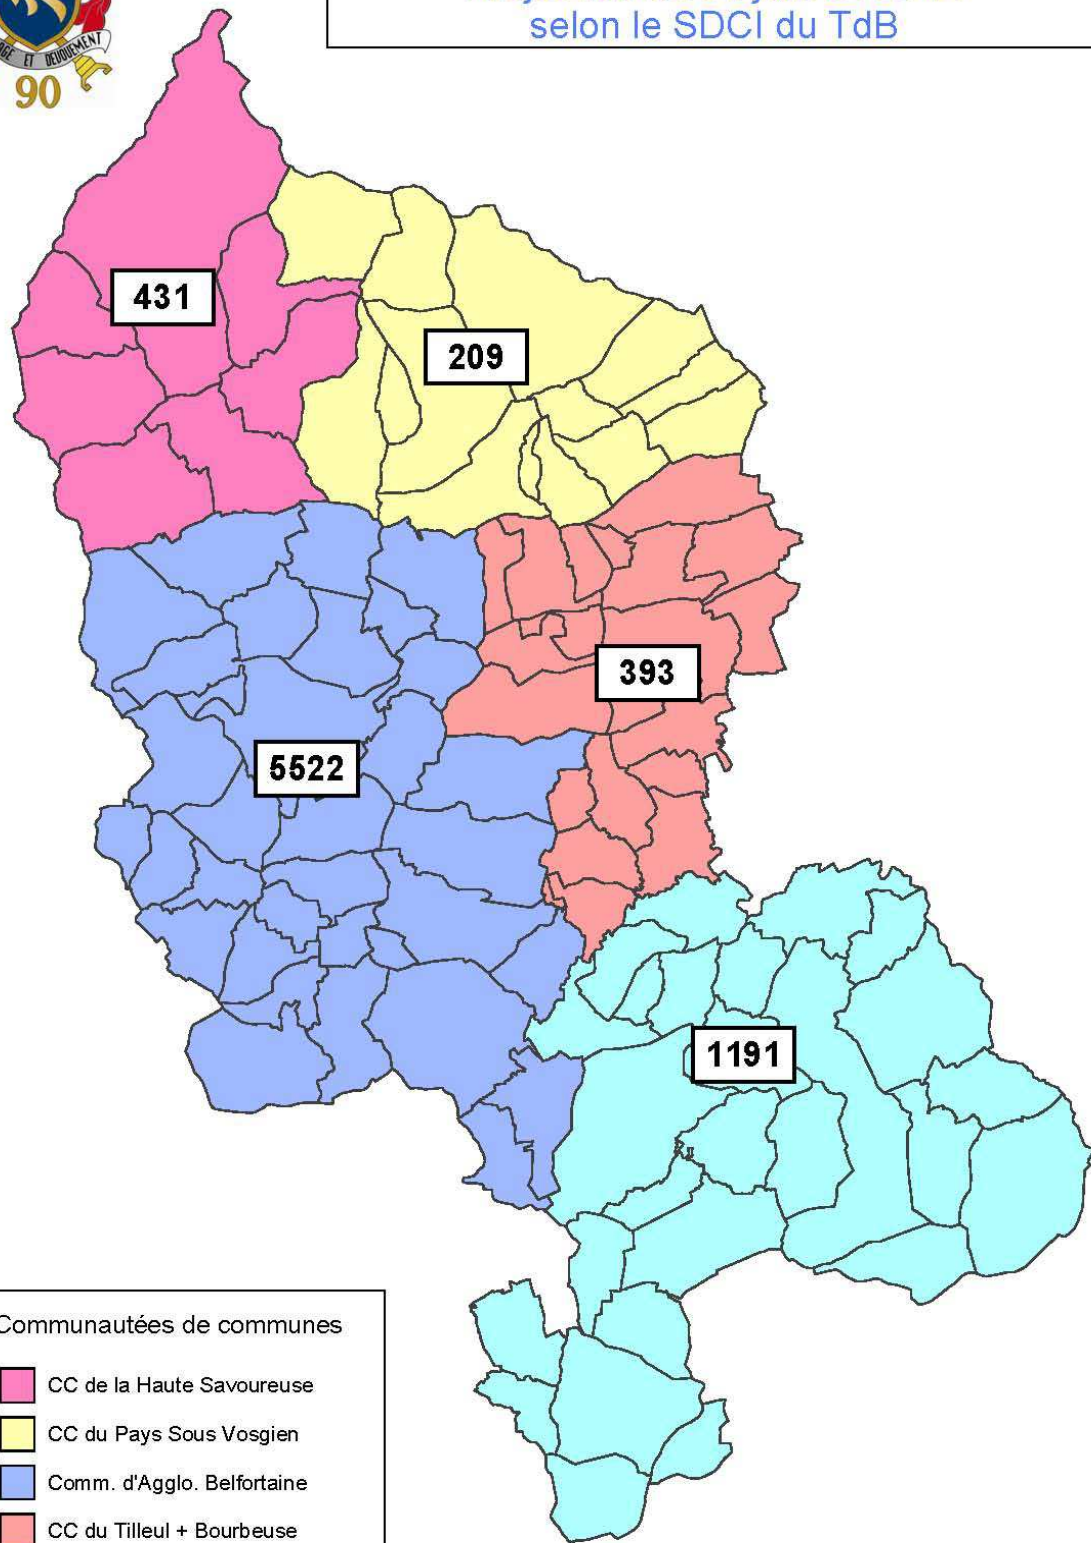 selon le SDCI du TdB
ET DEVOUEMENT
90
431
209
393
5522
1191
Communautées de communes
CC de la Haute Savoureuse
CC du Pays Sous Vosgien
Comm. d'Agglo. Belfortaine
CC du Tilleul + Bourbeuse